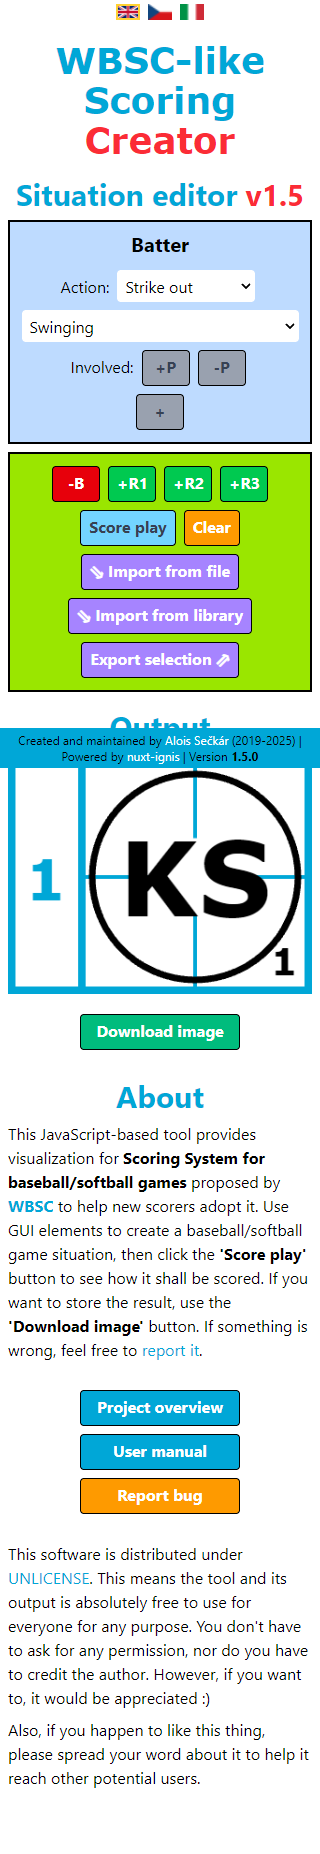 WBSC-like
Scoring
Creator
Situation editor v1.5
Batter
Action: Strike out
Swinging
Involved: +P -P
+
-B +R1 +R2 +R3
Score play Clear
⇘ Import from file
⇘ Import from library
Export selection ⇗
Output
Created and maintained by Alois Sečkár (2019-2025) |
Powered by nuxt-ignis | Version 1.5.0
1 KS
1
Download image
About
This JavaScript-based tool provides
visualization for Scoring System for
baseball/softball games proposed by
WBSC to help new scorers adopt it. Use
GUI elements to create a baseball/softball
game situation, then click the 'Score play'
button to see how it shall be scored. If you
want to store the result, use the
'Download image' button. If something is
wrong, feel free to report it.
Project overview
User manual
Report bug
This software is distributed under
UNLICENSE. This means the tool and its
output is absolutely free to use for
everyone for any purpose. You don't have
to ask for any permission, nor do you have
to credit the author. However, if you want
to, it would be appreciated :)
Also, if you happen to like this thing,
please spread your word about it to help it
reach other potential users.